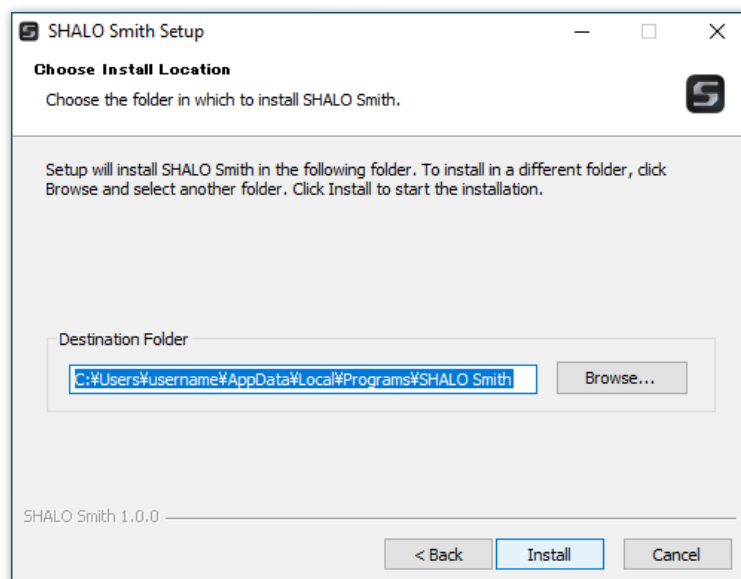 SHALO Smith Setup
Choose Install Location
Choose the folder in which to install SHALO Smith.
Setup will install SHALO Smith in the following folder. To install in a different folder, click
Browse and select another folder. Click Install to start the installation.
Destination Folder
C:¥Users¥username¥AppData¥Local¥Programs¥SHALO Smith
Browse...
SHALO Smith 1.0.0
< Back
Install
Cancel